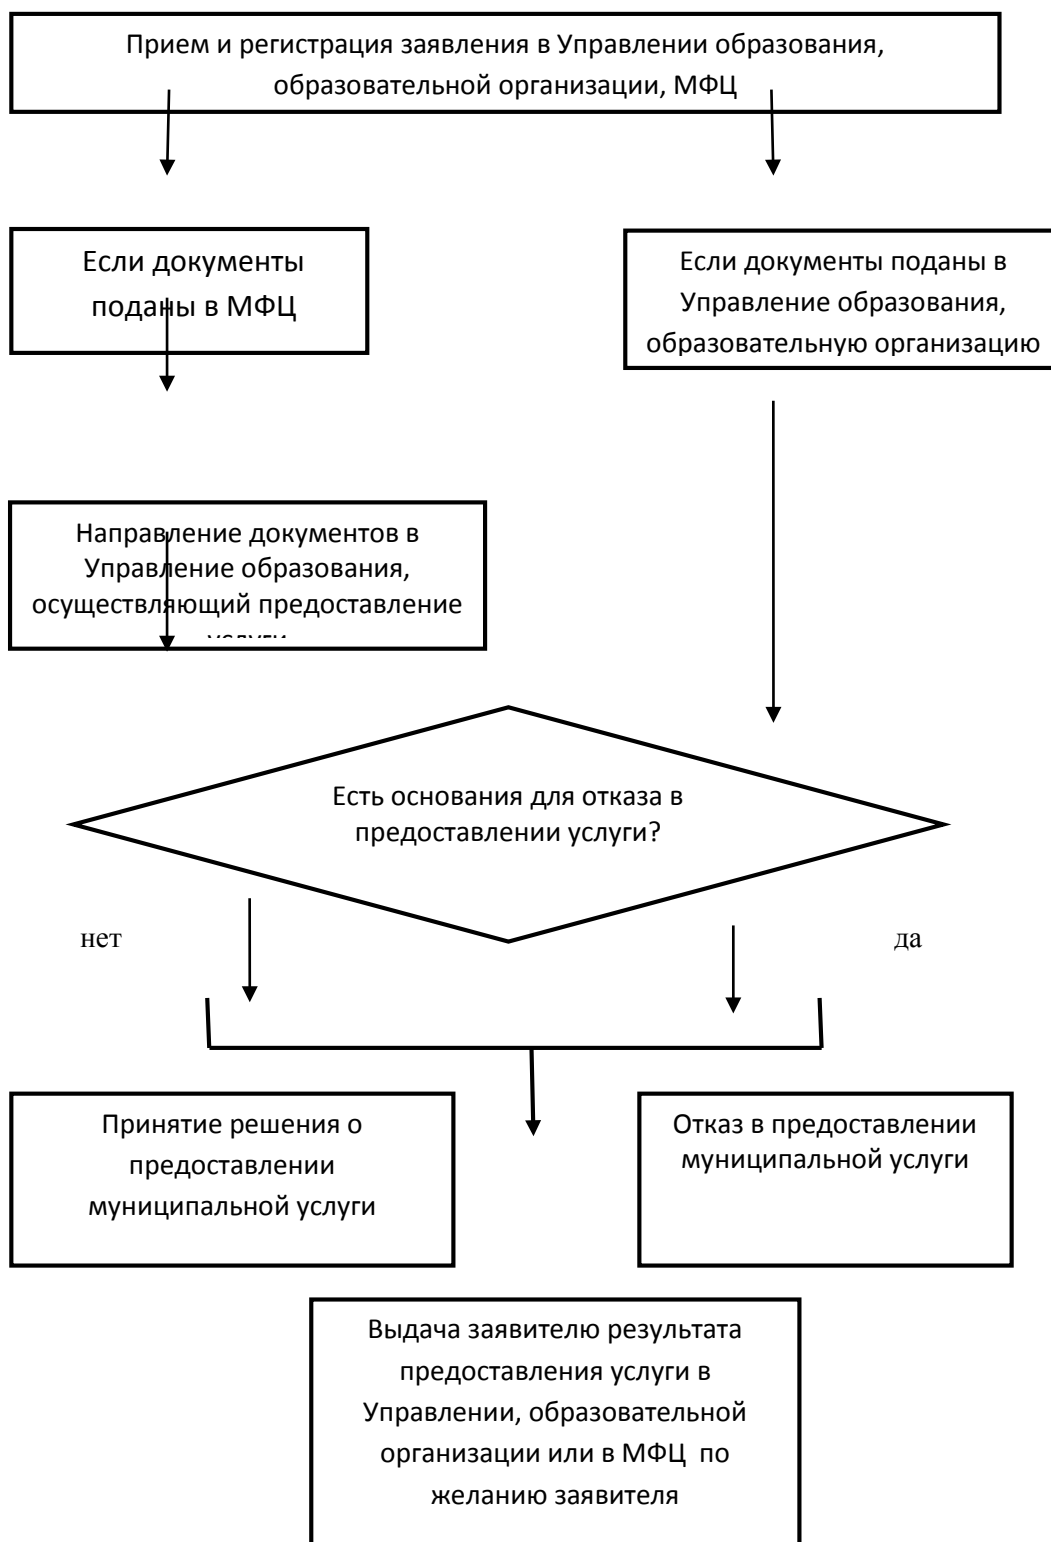 Прием и регистрация заявления в Управлении образования,
образовательной организации, МФЦ
Если документы
поданы в МФЦ
Если документы поданы в
Управление образования,
образовательную организацию
Направление документов в
Управление образования,
осуществляющий предоставление
услуги
Есть основания для отказа в
предоставлении услуги?
нет
да
Принятие решения о
предоставлении
муниципальной услуги
Отказ в предоставлении
муниципальной услуги
Выдача заявителю результата
предоставления услуги в
Управлении, образовательной
организации или в МФЦ по
желанию заявителя